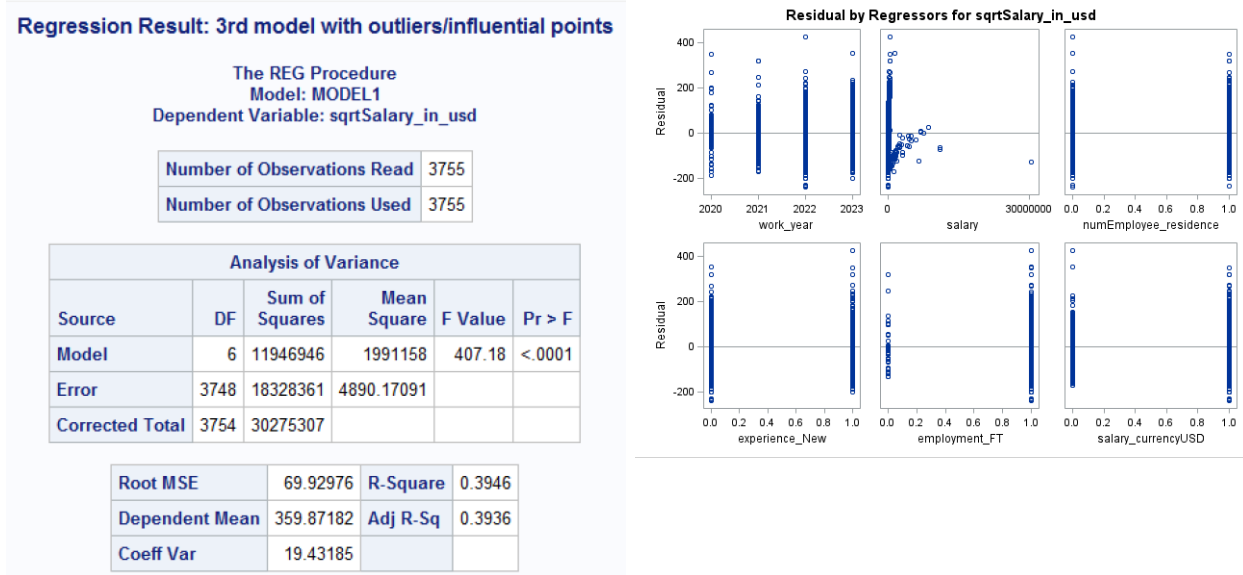 Regression Result: 3rd model with outliers/influential points
The REG Procedure
Model: MODEL1
Dependent Variable: sqrtSalary_in_usd
Number of Observations Read 3755
Number of Observations Used 3755
Analysis of Variance
Source DF Sum of Squares Mean Square F Value Pr > F
Model 6 11946946 1991158 407.18 <.0001
Error 3748 18328361 4890.17091
Corrected Total 3754 30275307
Root MSE 69.92976 R-Square 0.3946
Dependent Mean 359.87182 Adj R-Sq 0.3936
Coeff Var 19.43185
Residual by Regressors for sqrtSalary_in_usd
400
200
0
-200
Residual
2020 2021 2022 2023
work_year
0 30000000
salary
0.0 0.2 0.4 0.6 0.8 1.0
numEmployee_residence
400
200
0
-200
Residual
0.0 0.2 0.4 0.6 0.8 1.0
experience_New
0.0 0.2 0.4 0.6 0.8 1.0
employment_FT
0.0 0.2 0.4 0.6 0.8 1.0
salary_currencyUSD